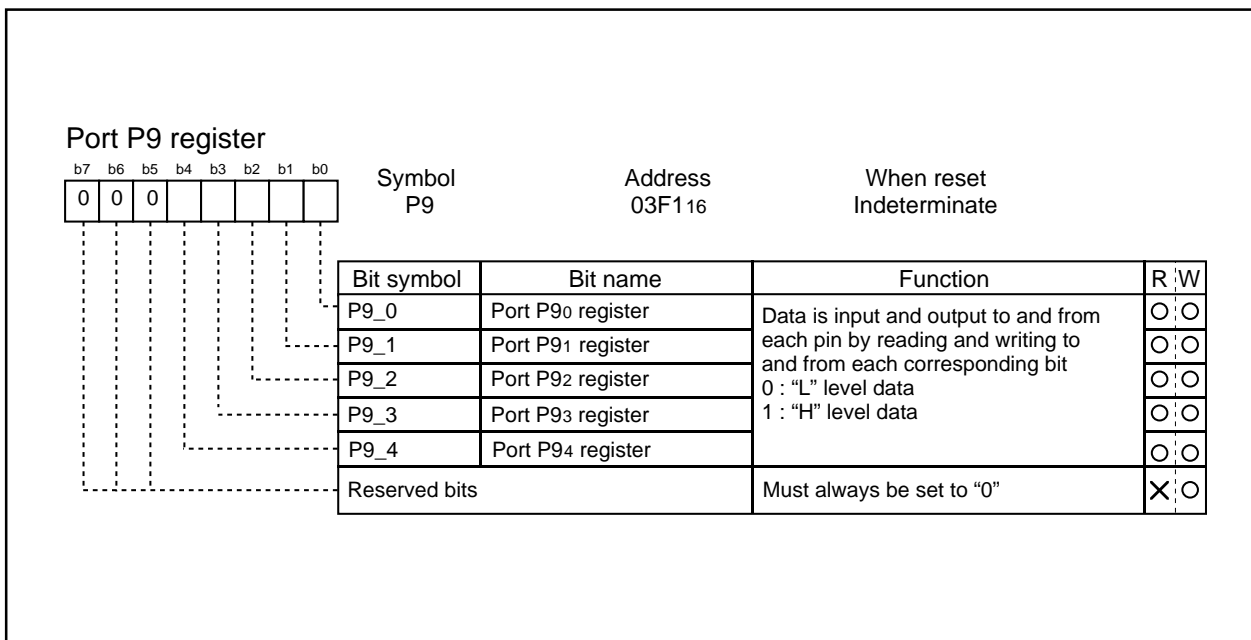 Port P9 register
b7 b6 b5 b4 b3 b2 b1 b0
0 0 0
Symbol Address When reset
P9 03F116 Indeterminate
Bit symbol Bit name Function R W
P9_0 Port P90 register
P9_1 Port P91 register
P9_2 Port P92 register
P9_3 Port P93 register
P9_4 Port P94 register
Data is input and output to and from
each pin by reading and writing to
and from each corresponding bit
0 : “L” level data
1 : “H” level data
Reserved bits Must always be set to “0”